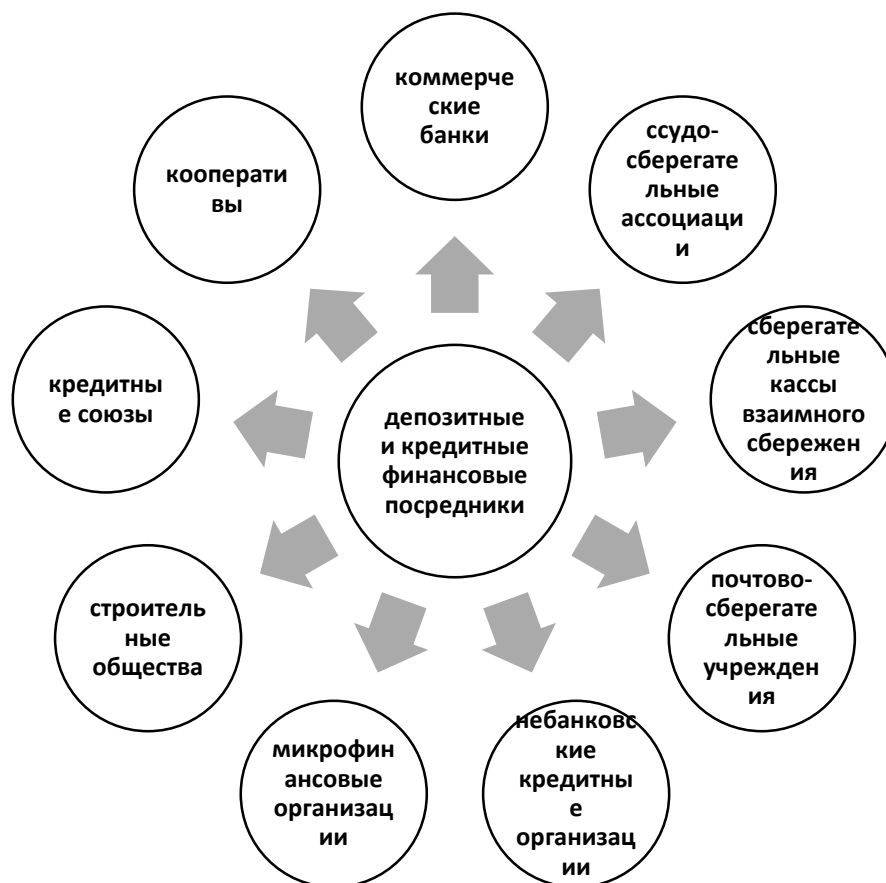 коммерче
ские
банки
ссудо-
сберегате
льные
ассоциаци
и
сберегате
льные
кассы
взаимного
сбережен
ия
почтово-
сберегате
льные
учрежден
ия
небанковс
кие
кредитны
е
организац
ии
микрофин
ансовые
организац
ии
строитель
ные
общества
кредитны
е союзы
кооперати
вы
депозитные
и кредитные
финансовые
посредники